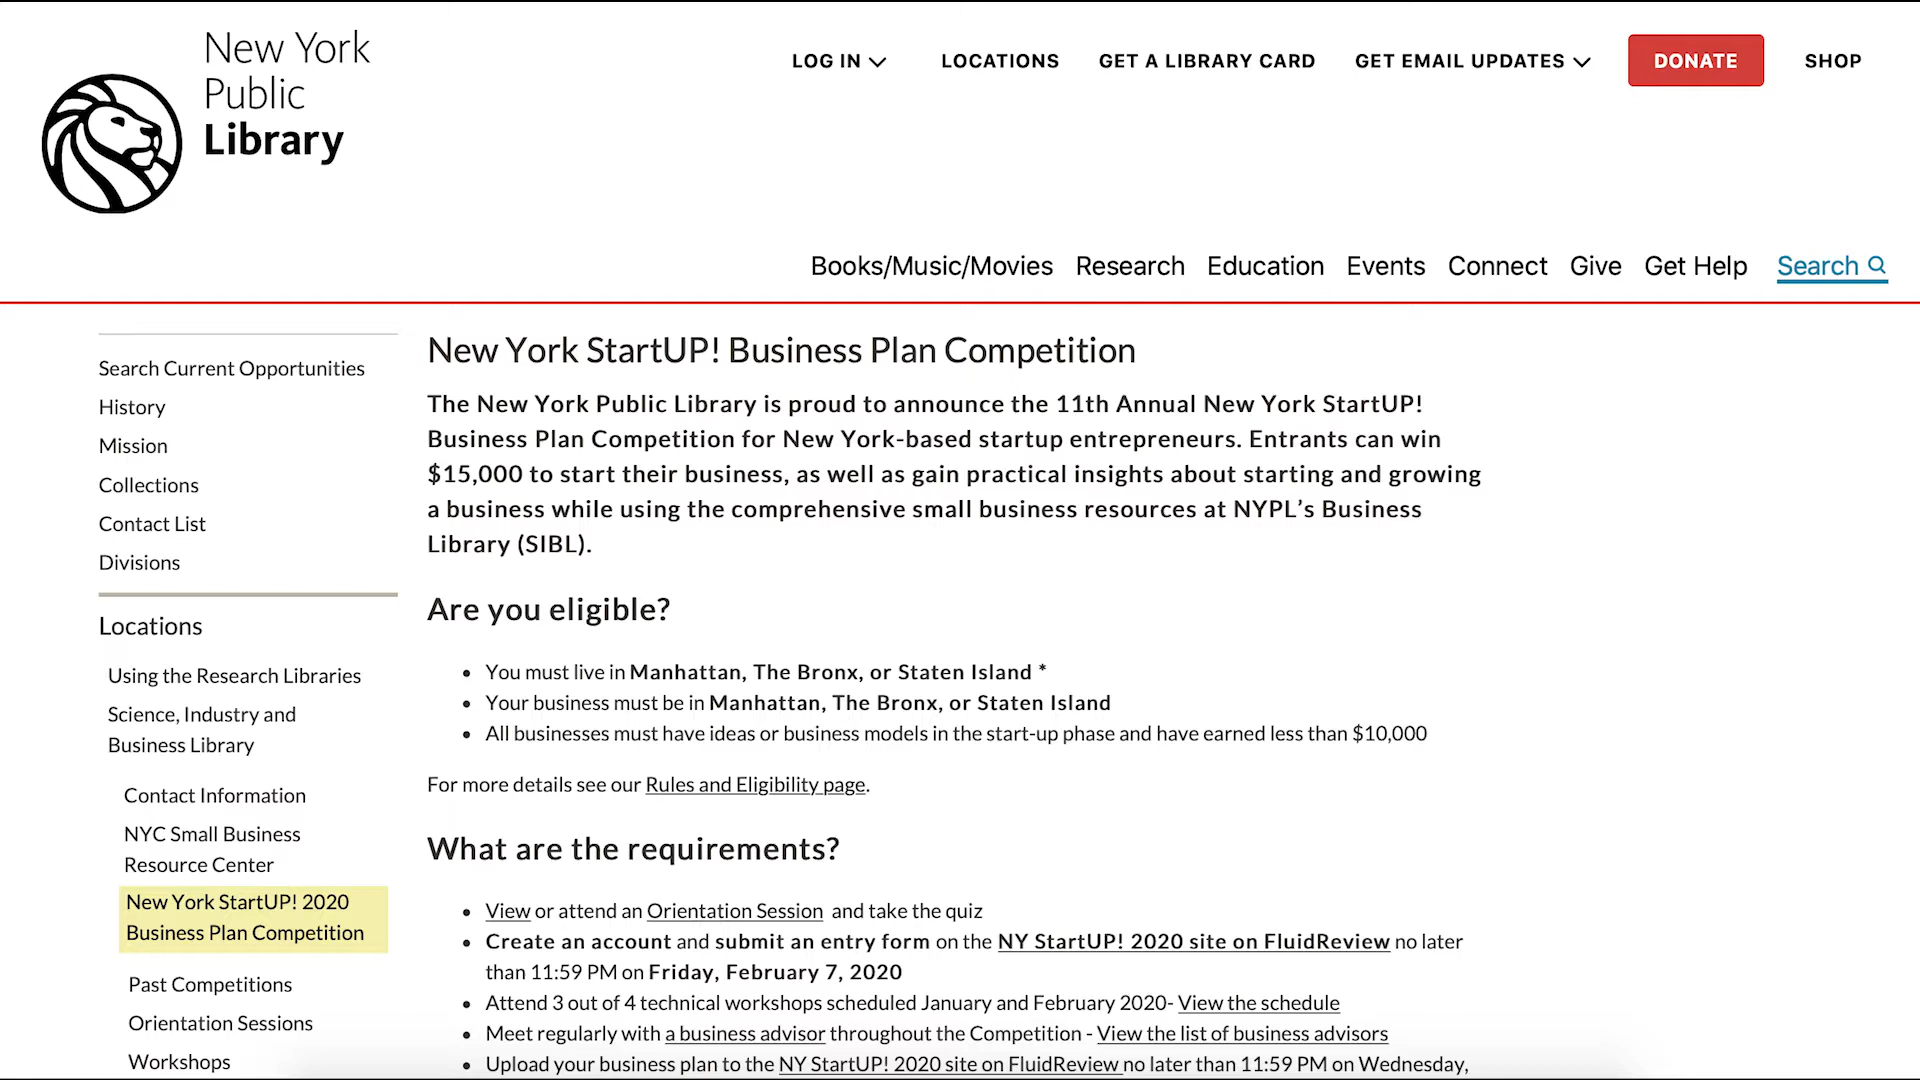 New York
Public
Library
LOG IN
LOCATIONS
GET A LIBRARY CARD
GET EMAIL UPDATES
DONATE
SHOP
Books/Music/Movies
Research
Education
Events
Connect
Give
Get Help
Search
Search Current Opportunities
History
Mission
Collections
Contact List
Divisions
Locations
Using the Research Libraries
Science, Industry and
Business Library
Contact Information
NYC Small Business
Resource Center
New York StartUP! 2020
Business Plan Competition
Past Competitions
Orientation Sessions
Workshops
New York StartUP! Business Plan Competition
The New York Public Library is proud to announce the 11th Annual New York StartUP!
Business Plan Competition for New York-based startup entrepreneurs. Entrants can win
$15,000 to start their business, as well as gain practical insights about starting and growing
a business while using the comprehensive small business resources at NYPL’s Business
Library (SIBL).
Are you eligible?
• You must live in Manhattan, The Bronx, or Staten Island *
• Your business must be in Manhattan, The Bronx, or Staten Island
• All businesses must have ideas or business models in the start-up phase and have earned less than $10,000
For more details see our Rules and Eligibility page.
What are the requirements?
• View or attend an Orientation Session and take the quiz
• Create an account and submit an entry form on the NY StartUP! 2020 site on FluidReview no later
than 11:59 PM on Friday, February 7, 2020
• Attend 3 out of 4 technical workshops scheduled January and February 2020- View the schedule
• Meet regularly with a business advisor throughout the Competition - View the list of business advisors
• Upload your business plan to the NY StartUP! 2020 site on FluidReview no later than 11:59 PM on Wednesday,